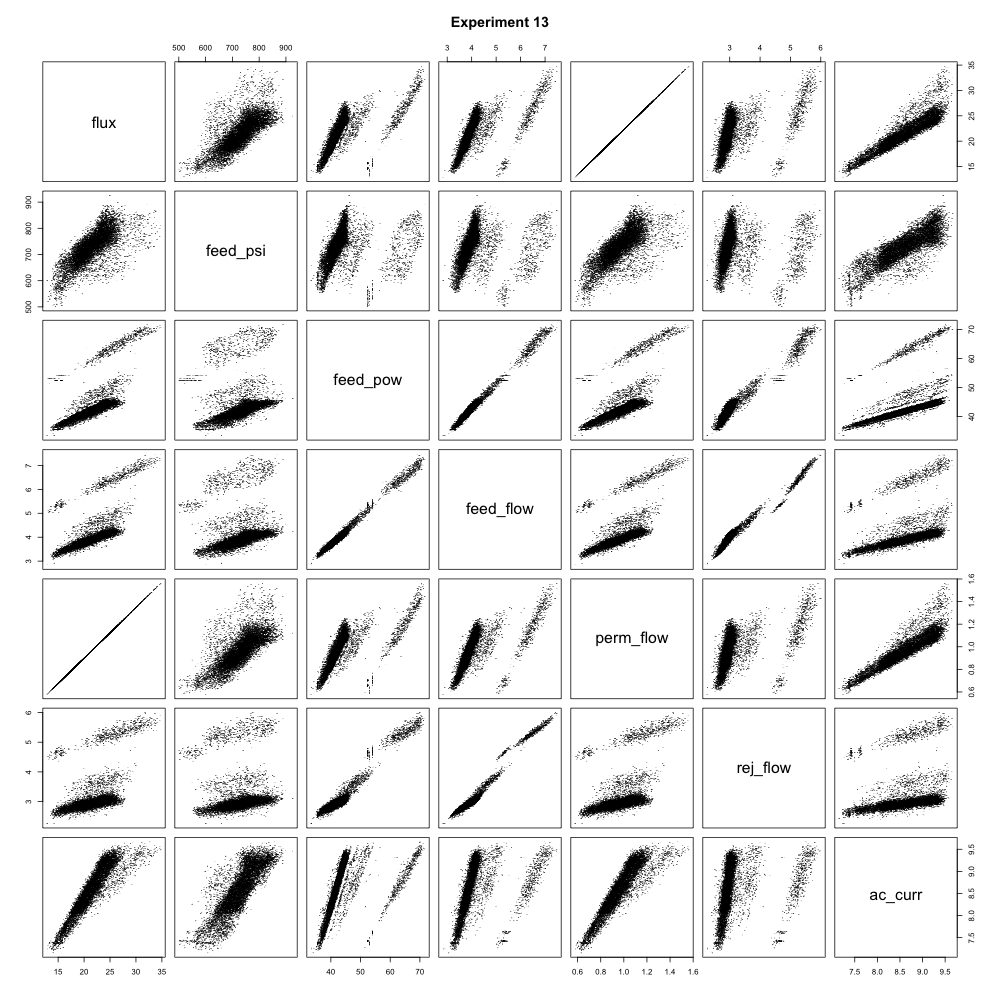 Experiment 13
500 600 700 800 900
3 4 5 6 7
3 4 5 6
flux
15 20 25 30 35
feed_psi
500 600 700 800 900
feed_pow
40 50 60 70
feed_flow
3 4 5 6 7
perm_flow
0.6 0.8 1.0 1.2 1.4 1.6
rej_flow
3 4 5 6
ac_curr
7.5 8.0 8.5 9.0 9.5
15 20 25 30 35
40 50 60 70
0.6 0.8 1.0 1.2 1.4 1.6
7.5 8.0 8.5 9.0 9.5